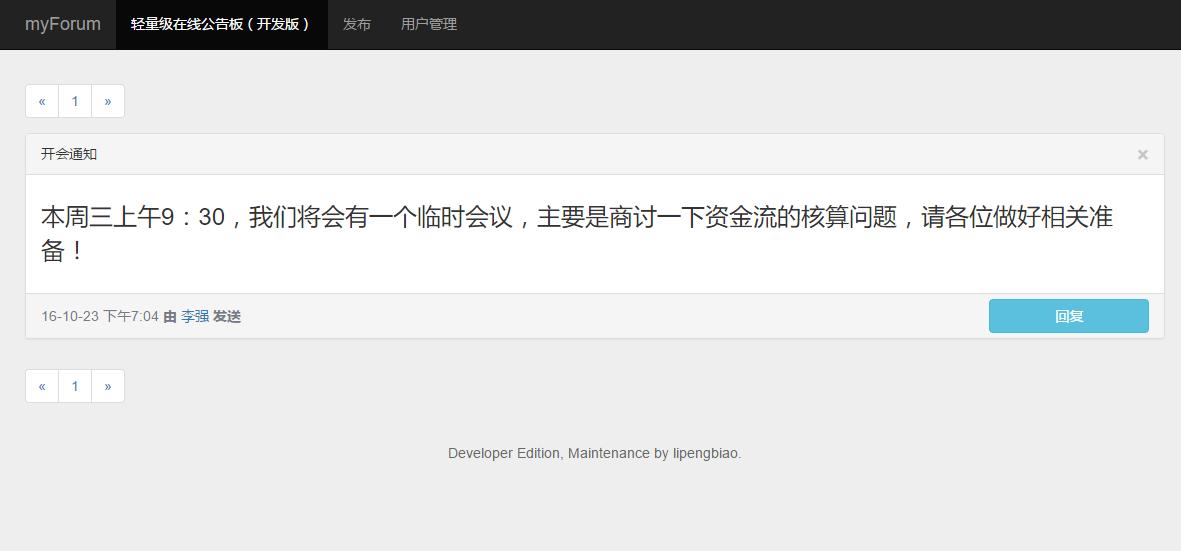 myForum 轻量级在线公告板（开发版） 发布 用户管理
« 1 »
开会通知 ×
本周三上午9：30，我们将会有一个临时会议，主要是商讨一下资金流的核算问题，请各位做好相关准
备！
16-10-23 下午7:04 由 李强 发送 回复
« 1 »
Developer Edition, Maintenance by lipengbiao.